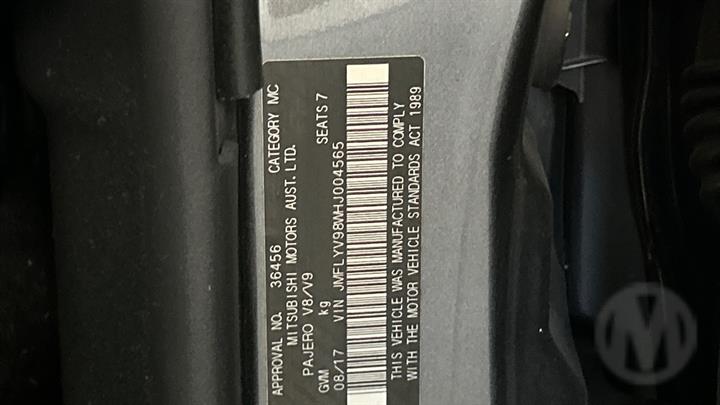 APPROVAL NO. 36456 CATEGORY MC
MITSUBISHI MOTORS AUST. LTD.
PAJERO V8/V9
GVM kg SEATS 7
08/17 VIN JMFLYV98WHJ004565
THIS VEHICLE WAS MANUFACTURED TO COMPLY
WITH THE MOTOR VEHICLE STANDARDS ACT 1989
M